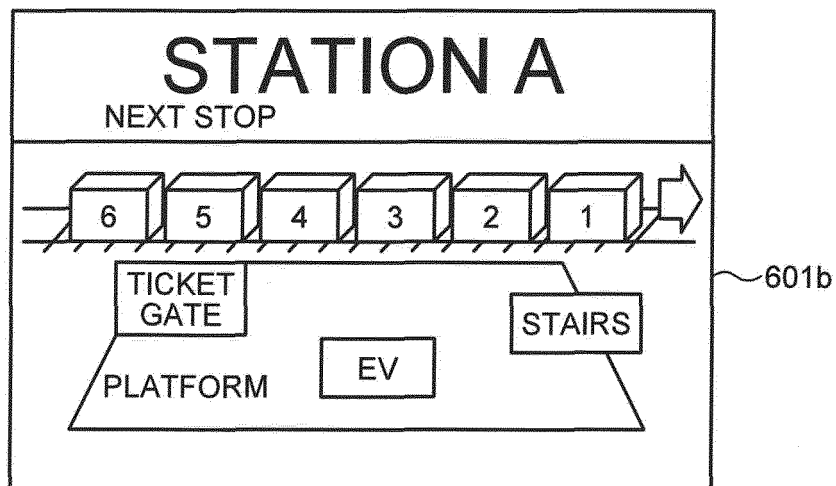 STATION A
NEXT STOP
6 5 4 3 2 1
601b
TICKET
GATE
STAIRS
EV
PLATFORM